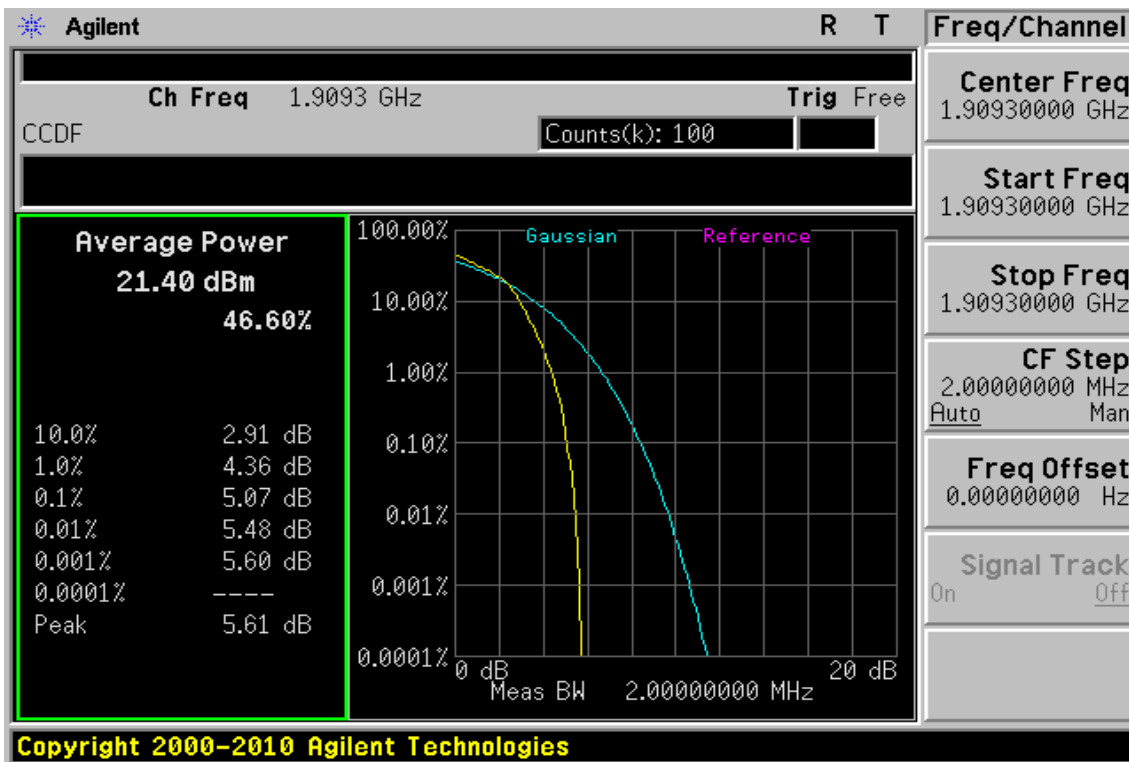 Agilent R T Freq/Channel
Ch Freq 1.9093 GHz Trig Free
CCDF Counts(k): 100
Average Power
21.40 dBm
46.60%
10.0% 2.91 dB
1.0% 4.36 dB
0.1% 5.07 dB
0.01% 5.48 dB
0.001% 5.60 dB
0.0001% ----
Peak 5.61 dB
Gaussian Reference
100.00%
10.00%
1.00%
0.10%
0.01%
0.001%
0.0001%
0 dB 20 dB
Meas BW 2.00000000 MHz
Center Freq
1.90930000 GHz
Start Freq
1.90930000 GHz
Stop Freq
1.90930000 GHz
CF Step
2.00000000 MHz
Auto Man
Freq Offset
0.00000000 Hz
Signal Track
On Off
Copyright 2000-2010 Agilent Technologies